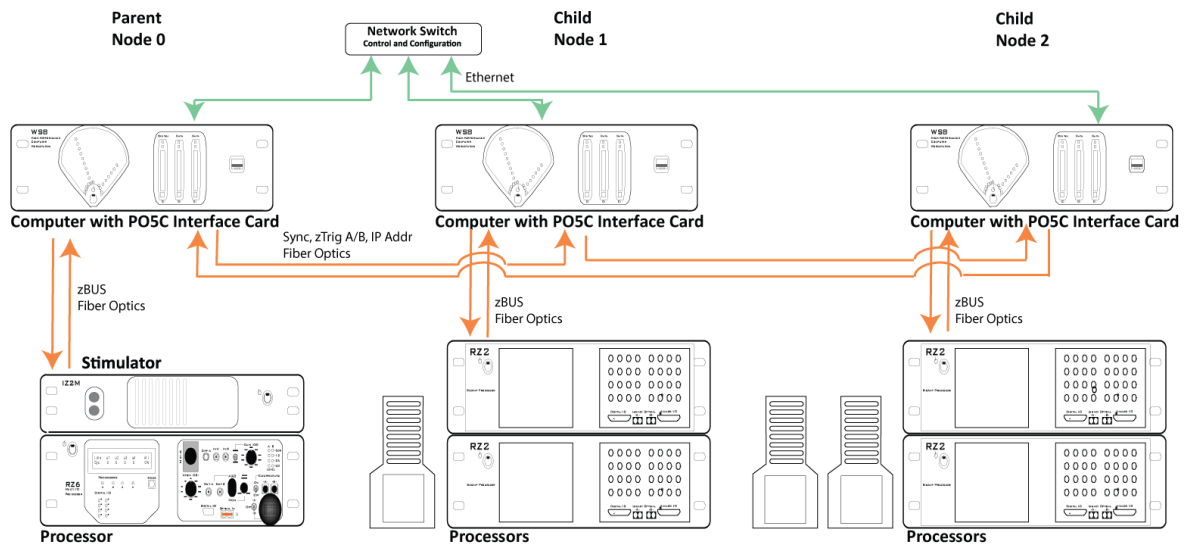 Parent
Node 0
Network Switch
Control and Configuration
Child
Node 1
Child
Node 2
Ethernet
WS8
WS8
WS8
Computer with PO5C Interface Card
Computer with PO5C Interface Card
Computer with PO5C Interface Card
Sync, zTrig A/B, IP Addr
Fiber Optics
zBUS
Fiber Optics
zBUS
Fiber Optics
zBUS
Fiber Optics
Stimulator
IZ2M
RZ2
RZ2
RZ2
RZ2
RZ6
Processor
Processors
Processors